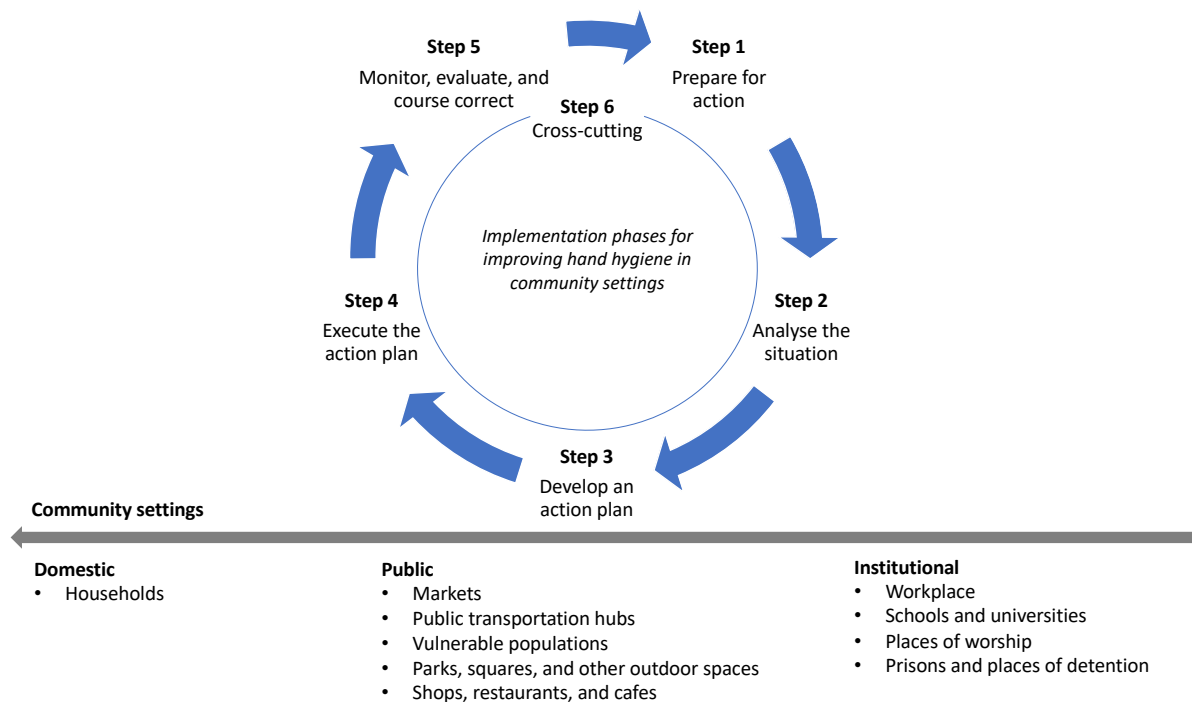 Step 5
Monitor, evaluate, and
course correct
Step 1
Prepare for
action
Step 6
Cross-cutting
Implementation phases for
improving hand hygiene in
community settings
Step 4
Execute the
action plan
Step 2
Analyse the
situation
Step 3
Develop an
action plan
Community settings
Domestic
• Households
Public
• Markets
• Public transportation hubs
• Vulnerable populations
• Parks, squares, and other outdoor spaces
• Shops, restaurants, and cafes
Institutional
• Workplace
• Schools and universities
• Places of worship
• Prisons and places of detention